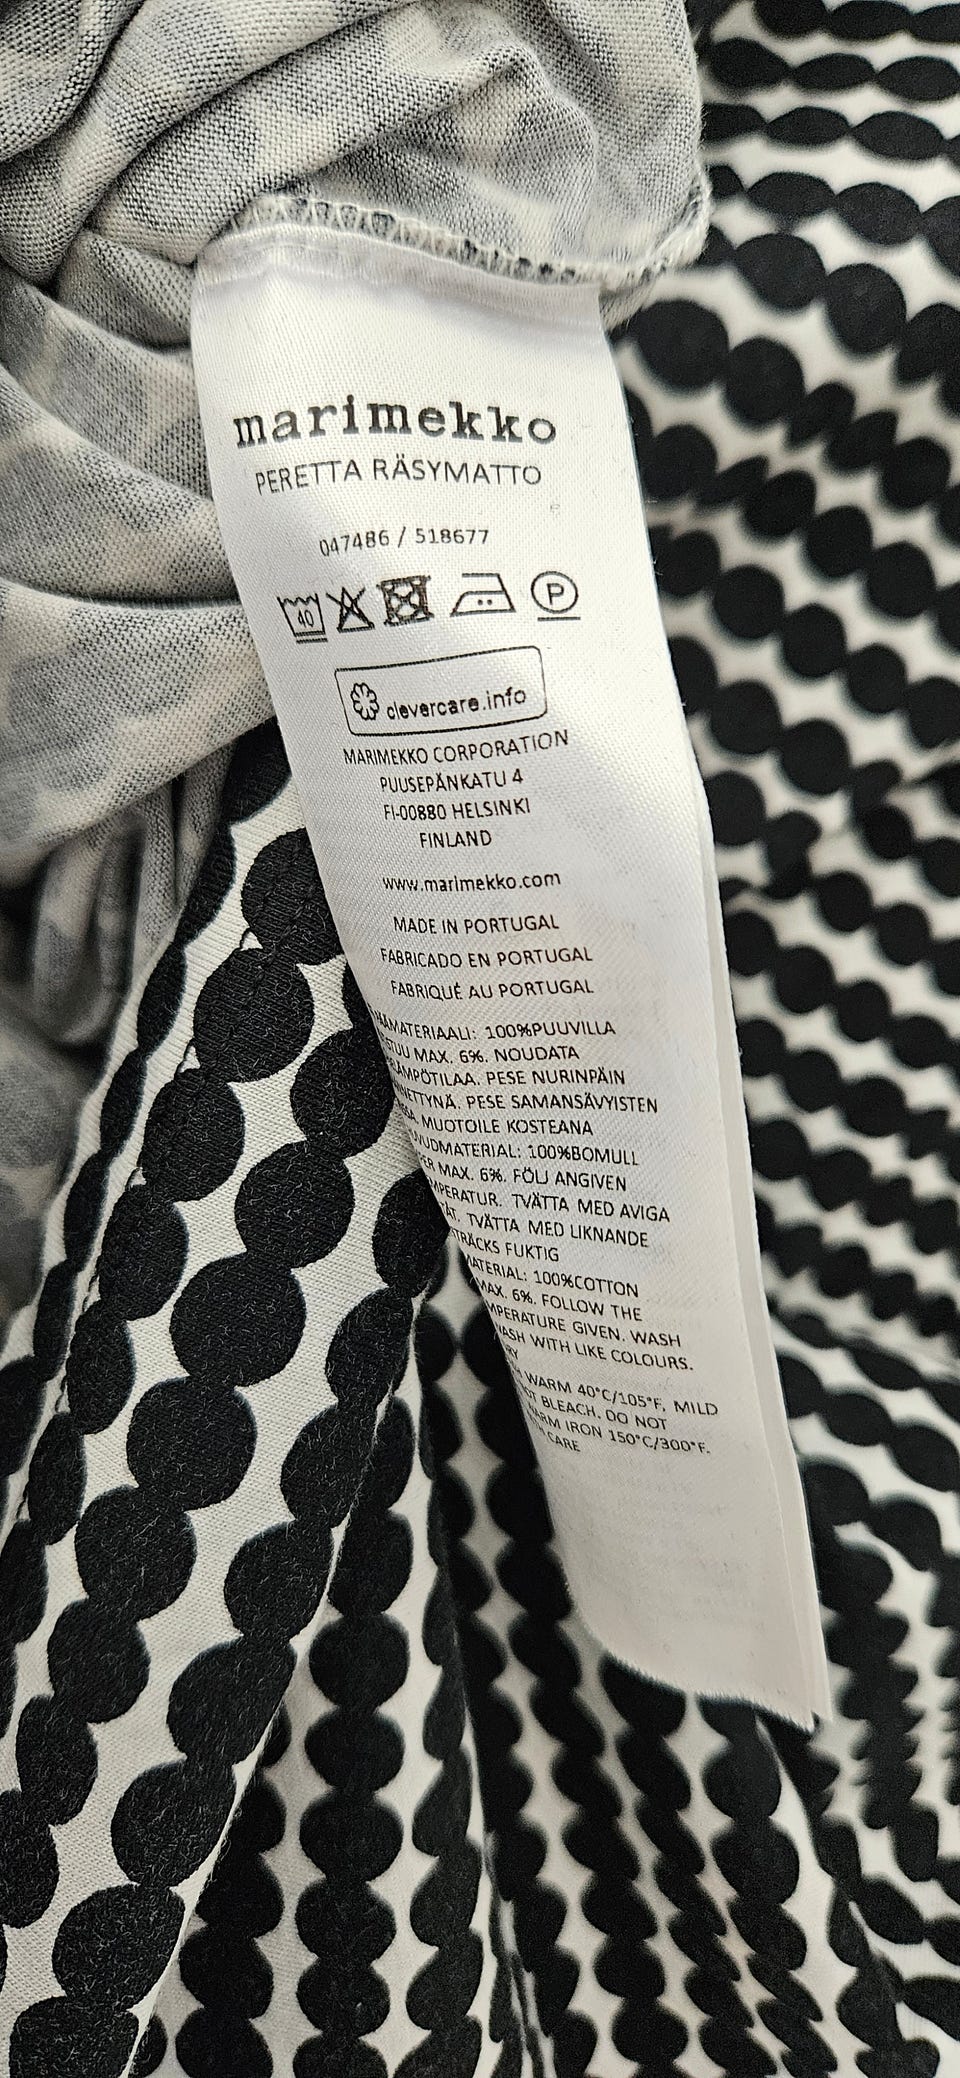 marimekko
PERETTA RÄSYMATTO
047486 / 518677
40 P
clevercare.info
MARIMEKKO CORPORATION
PUUSEPÄNKATU 4
FI-00880 HELSINKI
FINLAND
www.marimekko.com
MADE IN PORTUGAL
FABRICADO EN PORTUGAL
FABRIQUÉ AU PORTUGAL
100%PUUVILLA
MAX. 6%. NOUDATA
PESE NURINPÄIN
PESE SAMANSÄVYISTEN
MUOTOILE KOSTEANA
100%BOMULL
MAX. 6%. FÖLJ ANGIVEN
TVÄTTA MED AVIGA
TVÄTTA MED LIKNANDE
FUKTIG
100%COTTON
MAX. 6%. FOLLOW THE
GIVEN. WASH
WITH LIKE COLOURS.
WARM 40°C/105°F, MILD
BLEACH. DO NOT
IRON 150°C/300°F.
CARE